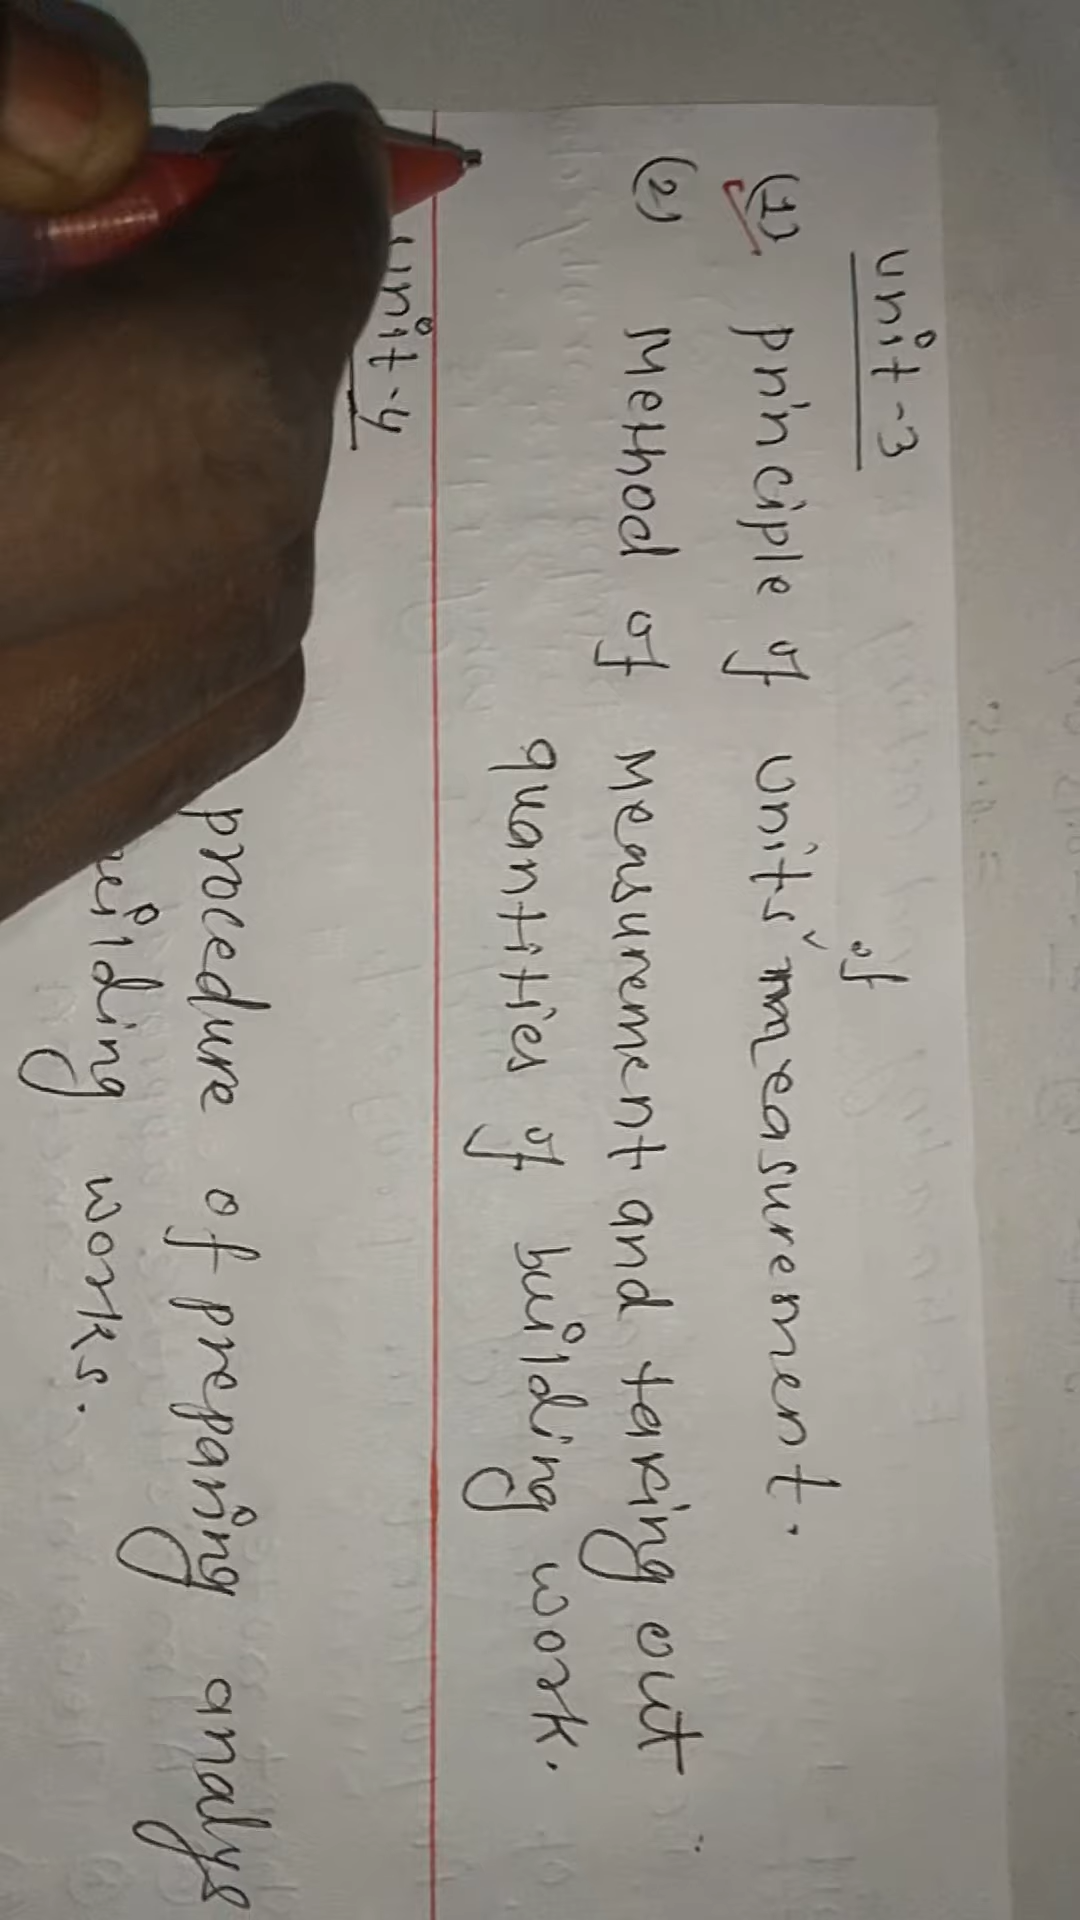 Unit-3
(1) principle of units of measurement.
(2) Method of Measurement and taking out
quantities of building work.
unit-4
procedure of preparing
works.